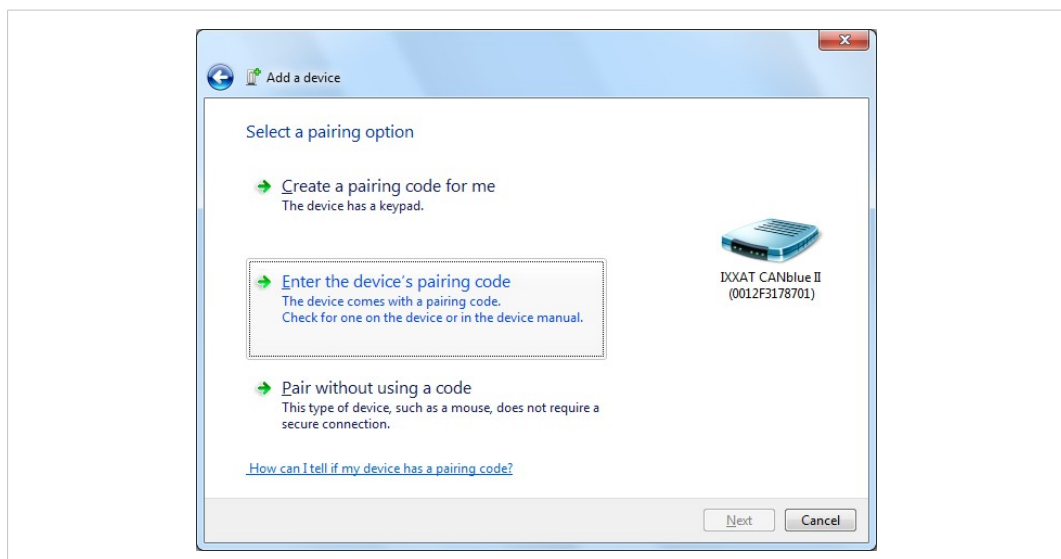 Add a device
Select a pairing option
Create a pairing code for me
The device has a keypad.
Enter the device's pairing code
The device comes with a pairing code.
Check for one on the device or in the device manual.
IXXAT CANblue II
(0012F3178701)
Pair without using a code
This type of device, such as a mouse, does not require a
secure connection.
How can I tell if my device has a pairing code?
Next
Cancel